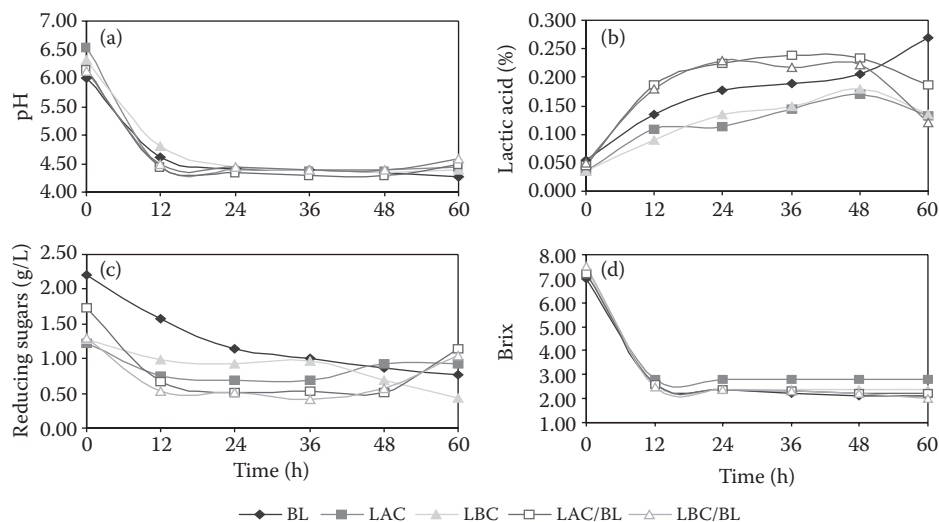 (a)
pH
7.00
6.50
6.00
5.50
5.00
4.50
4.00
0 12 24 36 48 60
(b)
Lactic acid (%)
0.300
0.250
0.200
0.150
0.100
0.050
0.000
0 12 24 36 48 60
(c)
Reducing sugars (g/L)
2.50
2.00
1.50
1.00
0.50
0.00
0 12 24 36 48 60
Time (h)
(d)
Brix
8.00
7.00
6.00
5.00
4.00
3.00
2.00
1.00
0 12 24 36 48 60
Time (h)
BL LAC LBC LAC/BL LBC/BL